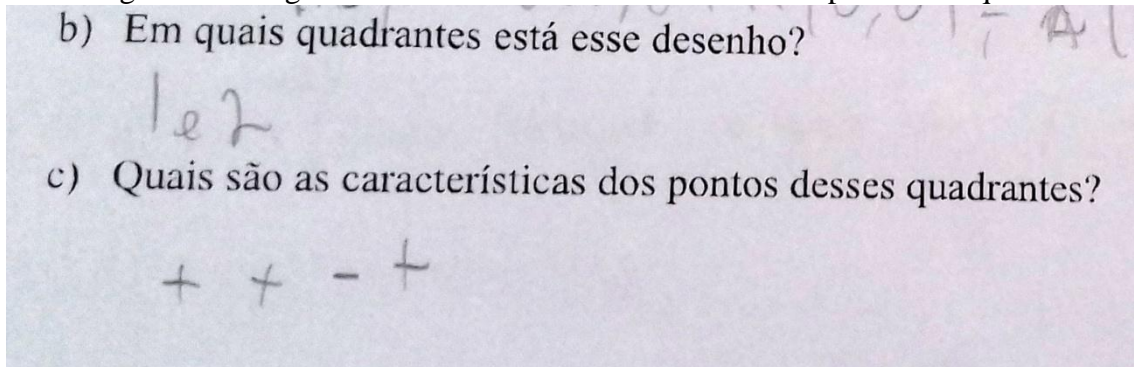 b) Em quais quadrantes está esse desenho?
1 e 2
c) Quais são as características dos pontos desses quadrantes?
+ + - +